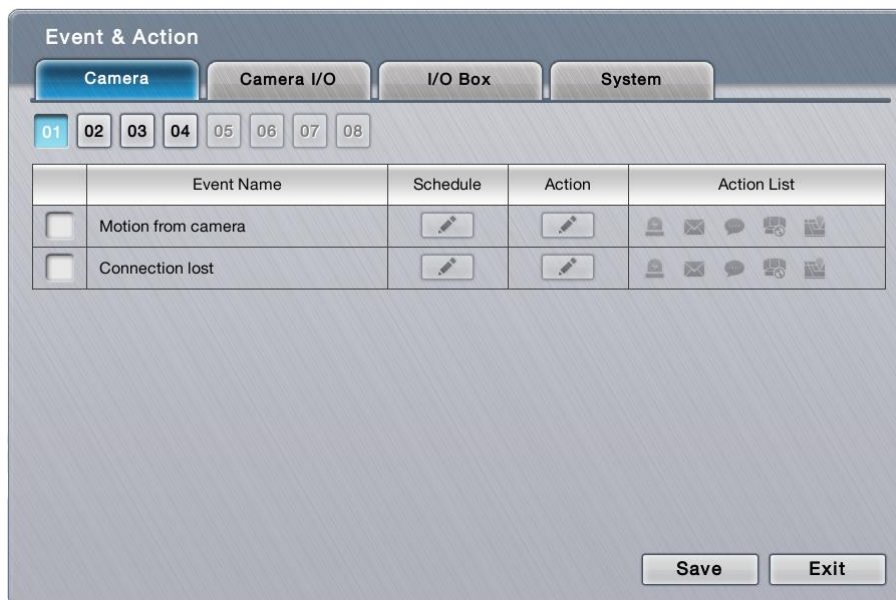 Event & Action
Camera Camera I/O I/O Box System
01 02 03 04 05 06 07 08
Event Name Schedule Action Action List
Motion from camera
Connection lost
Save Exit